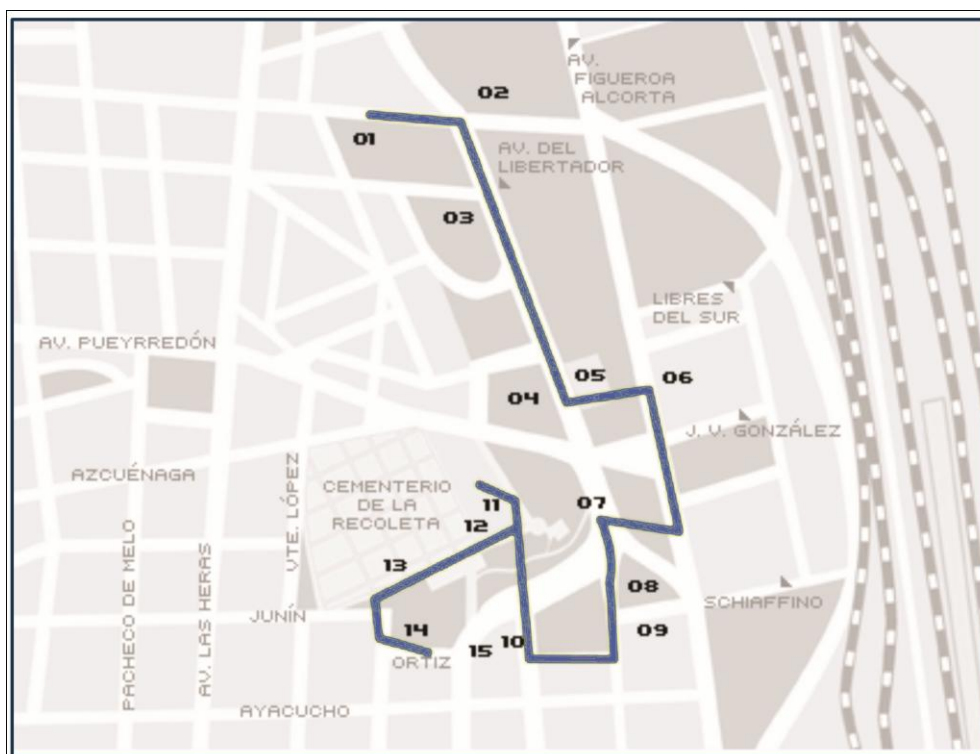 AV.
FIGUEROA
ALCORTA
02
01
AV. DEL
LIBERTADOR
03
LIBRES
DEL SUR
AV. PUEYRREDÓN
05
06
04
J. V. GONZÁLEZ
AZCUÉNAGA
VTE. LÓPEZ
CEMENTERIO
DE LA
RECOLETA
11
07
12
PACHECO DE MELO
AV. LAS HERAS
13
08
SCHIAFFINO
JUNÍN
14
10
09
15
ORTIZ
AYACUCHO